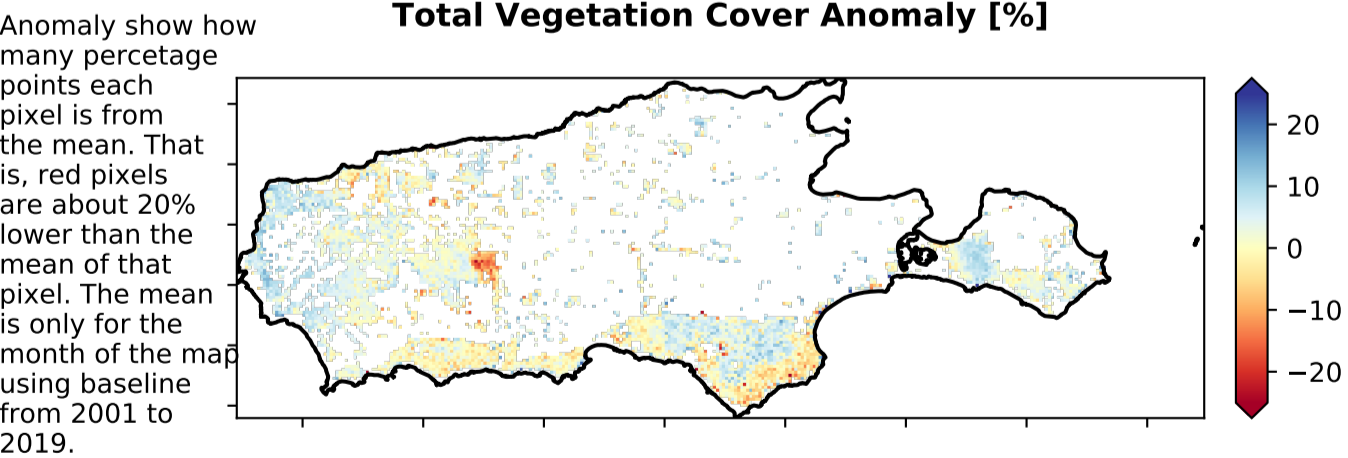 Total Vegetation Cover Anomaly [%]
Anomaly show how
many percetage
points each
pixel is from
the mean. That
is, red pixels
are about 20%
lower than the
mean of that
pixel. The mean
is only for the
month of the map
using baseline
from 2001 to
2019.
20
10
0
−10
−20